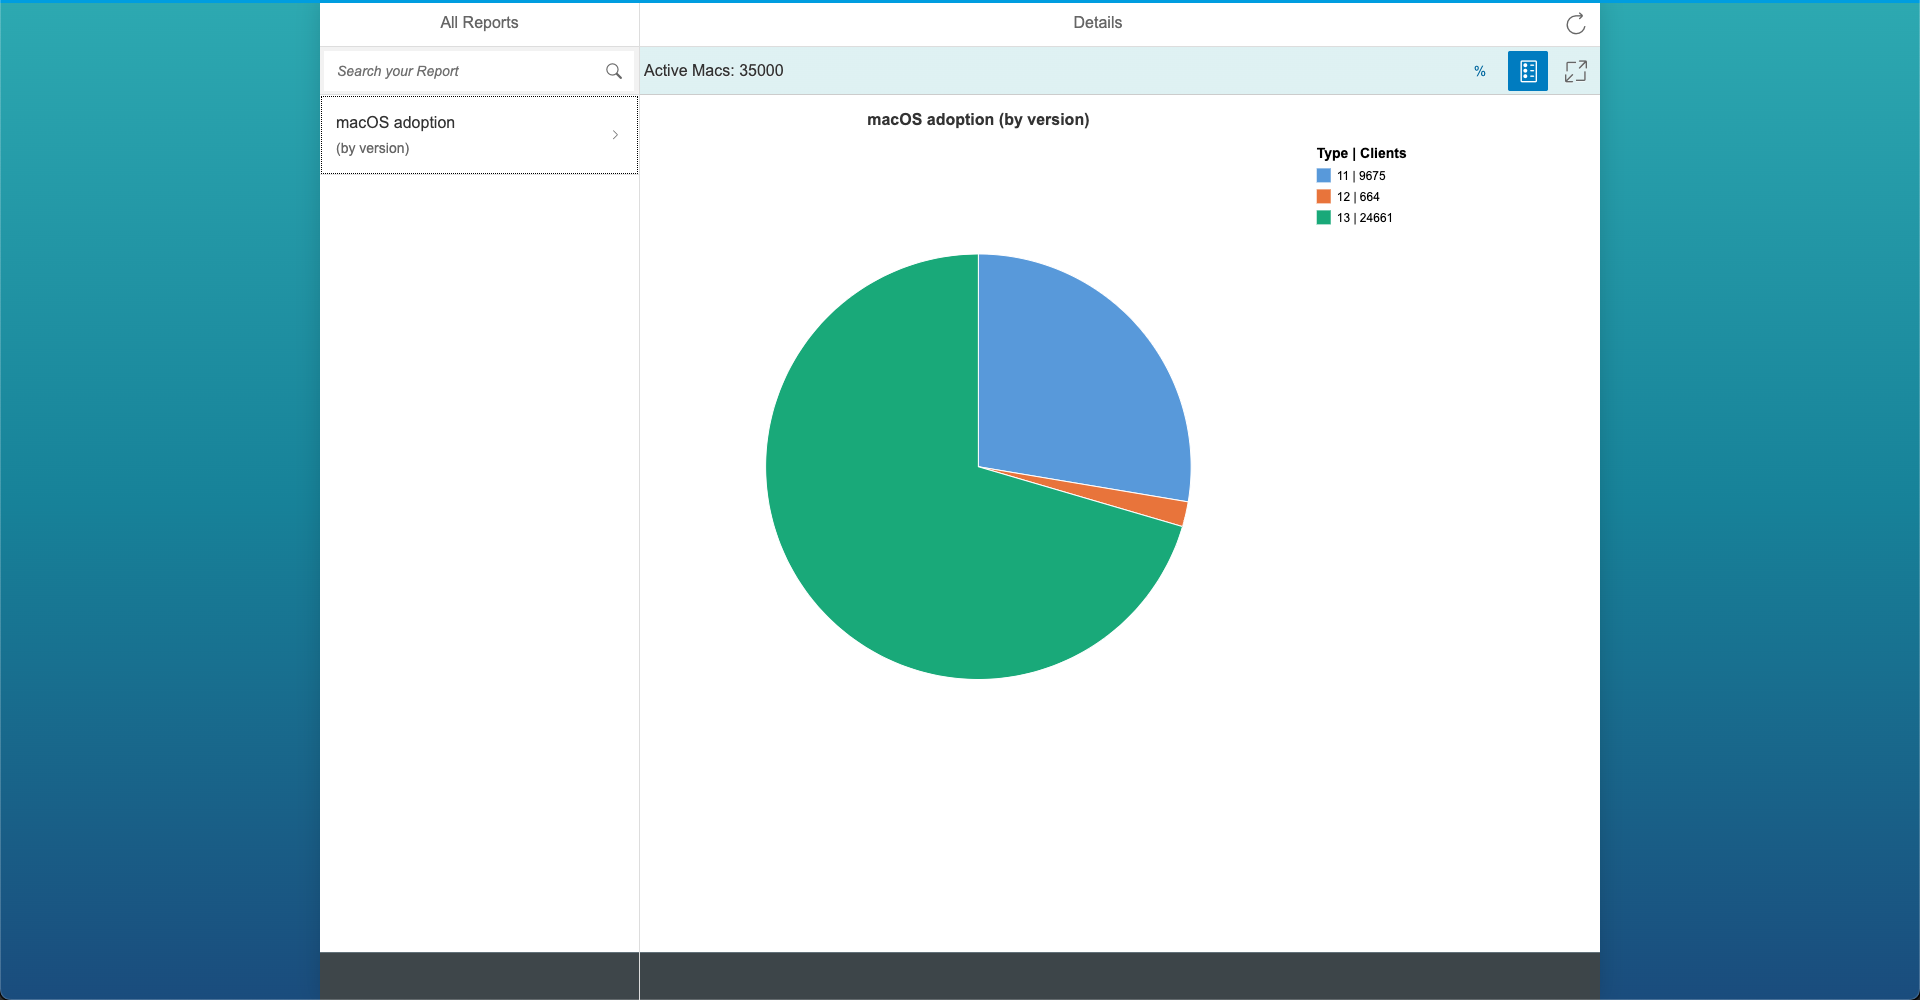 All Reports
Details
Search your Report
Active Macs: 35000
%
macOS adoption
(by version)
macOS adoption (by version)
Type | Clients
11 | 9675
12 | 664
13 | 24661